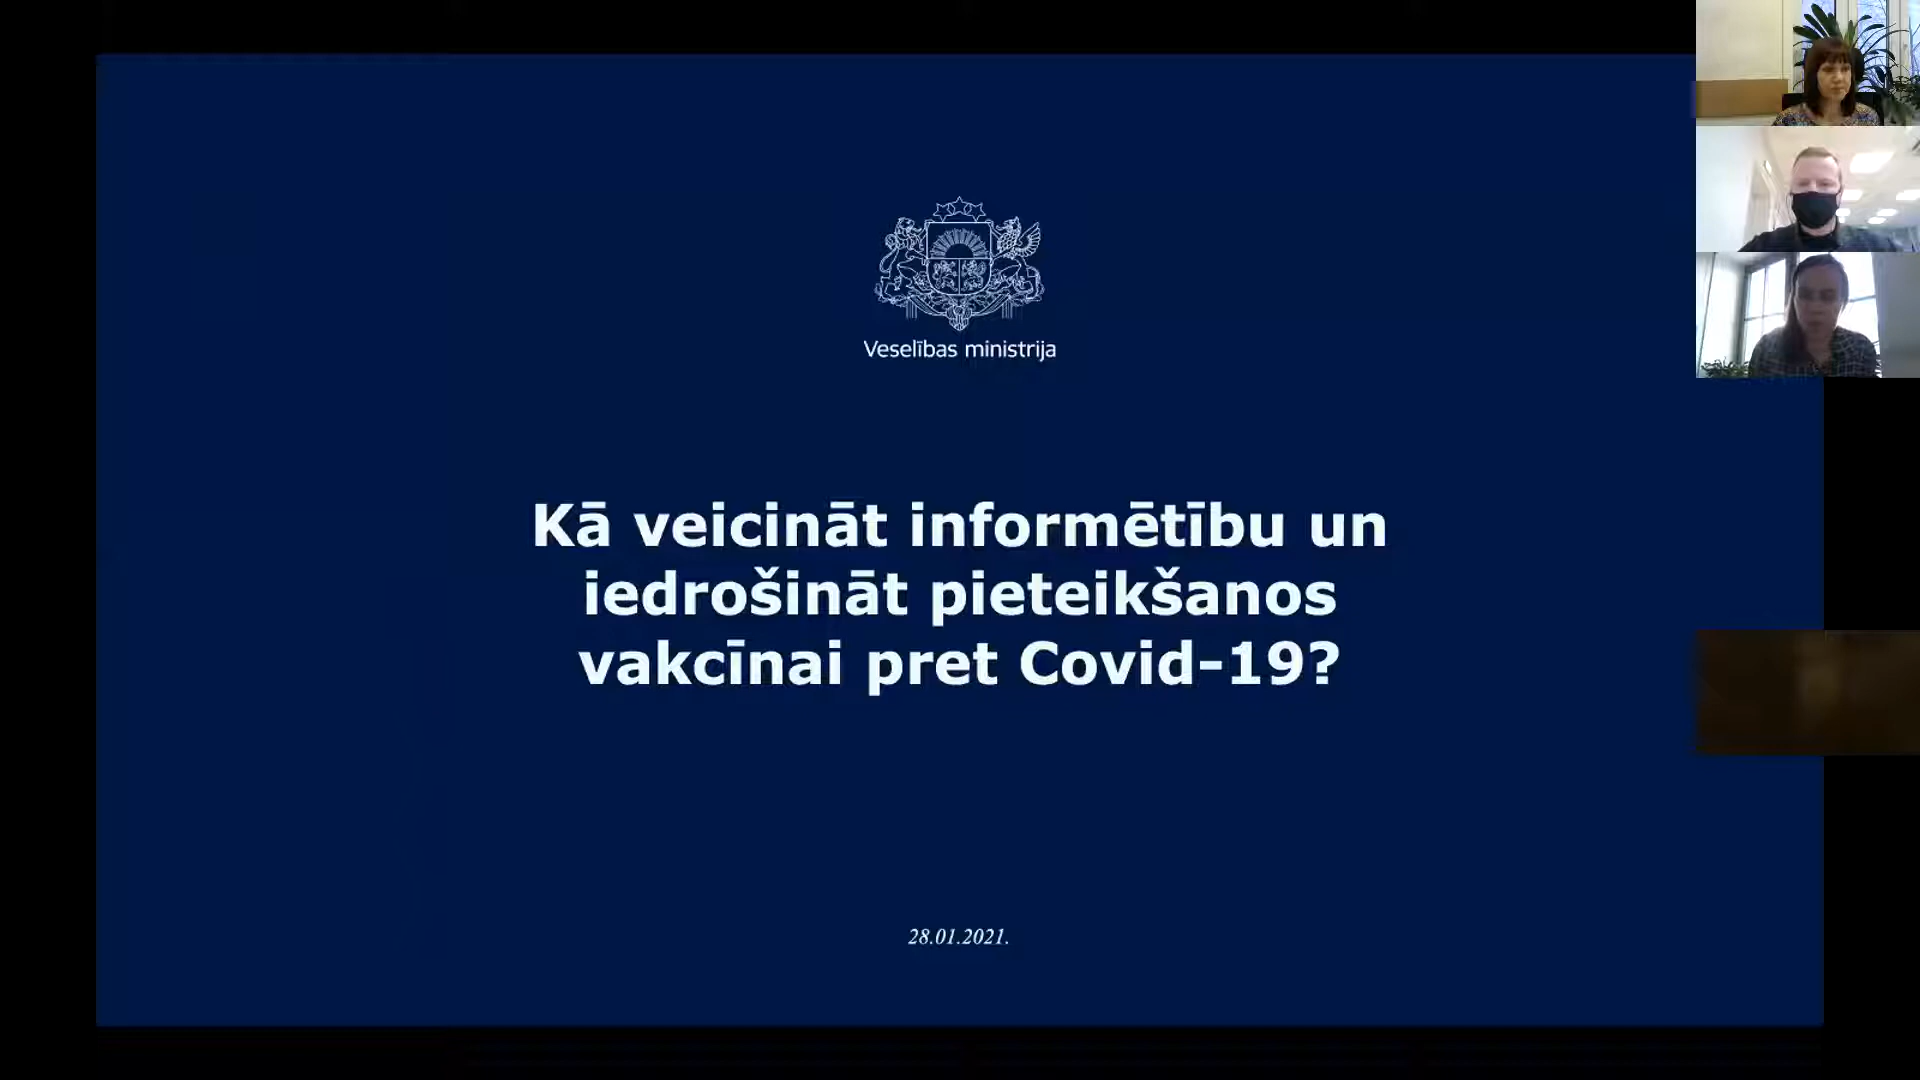 Veselības ministrija
Kā veicināt informētību un
iedrošināt pieteikšanos
vakcīnai pret Covid-19?
28.01.2021.